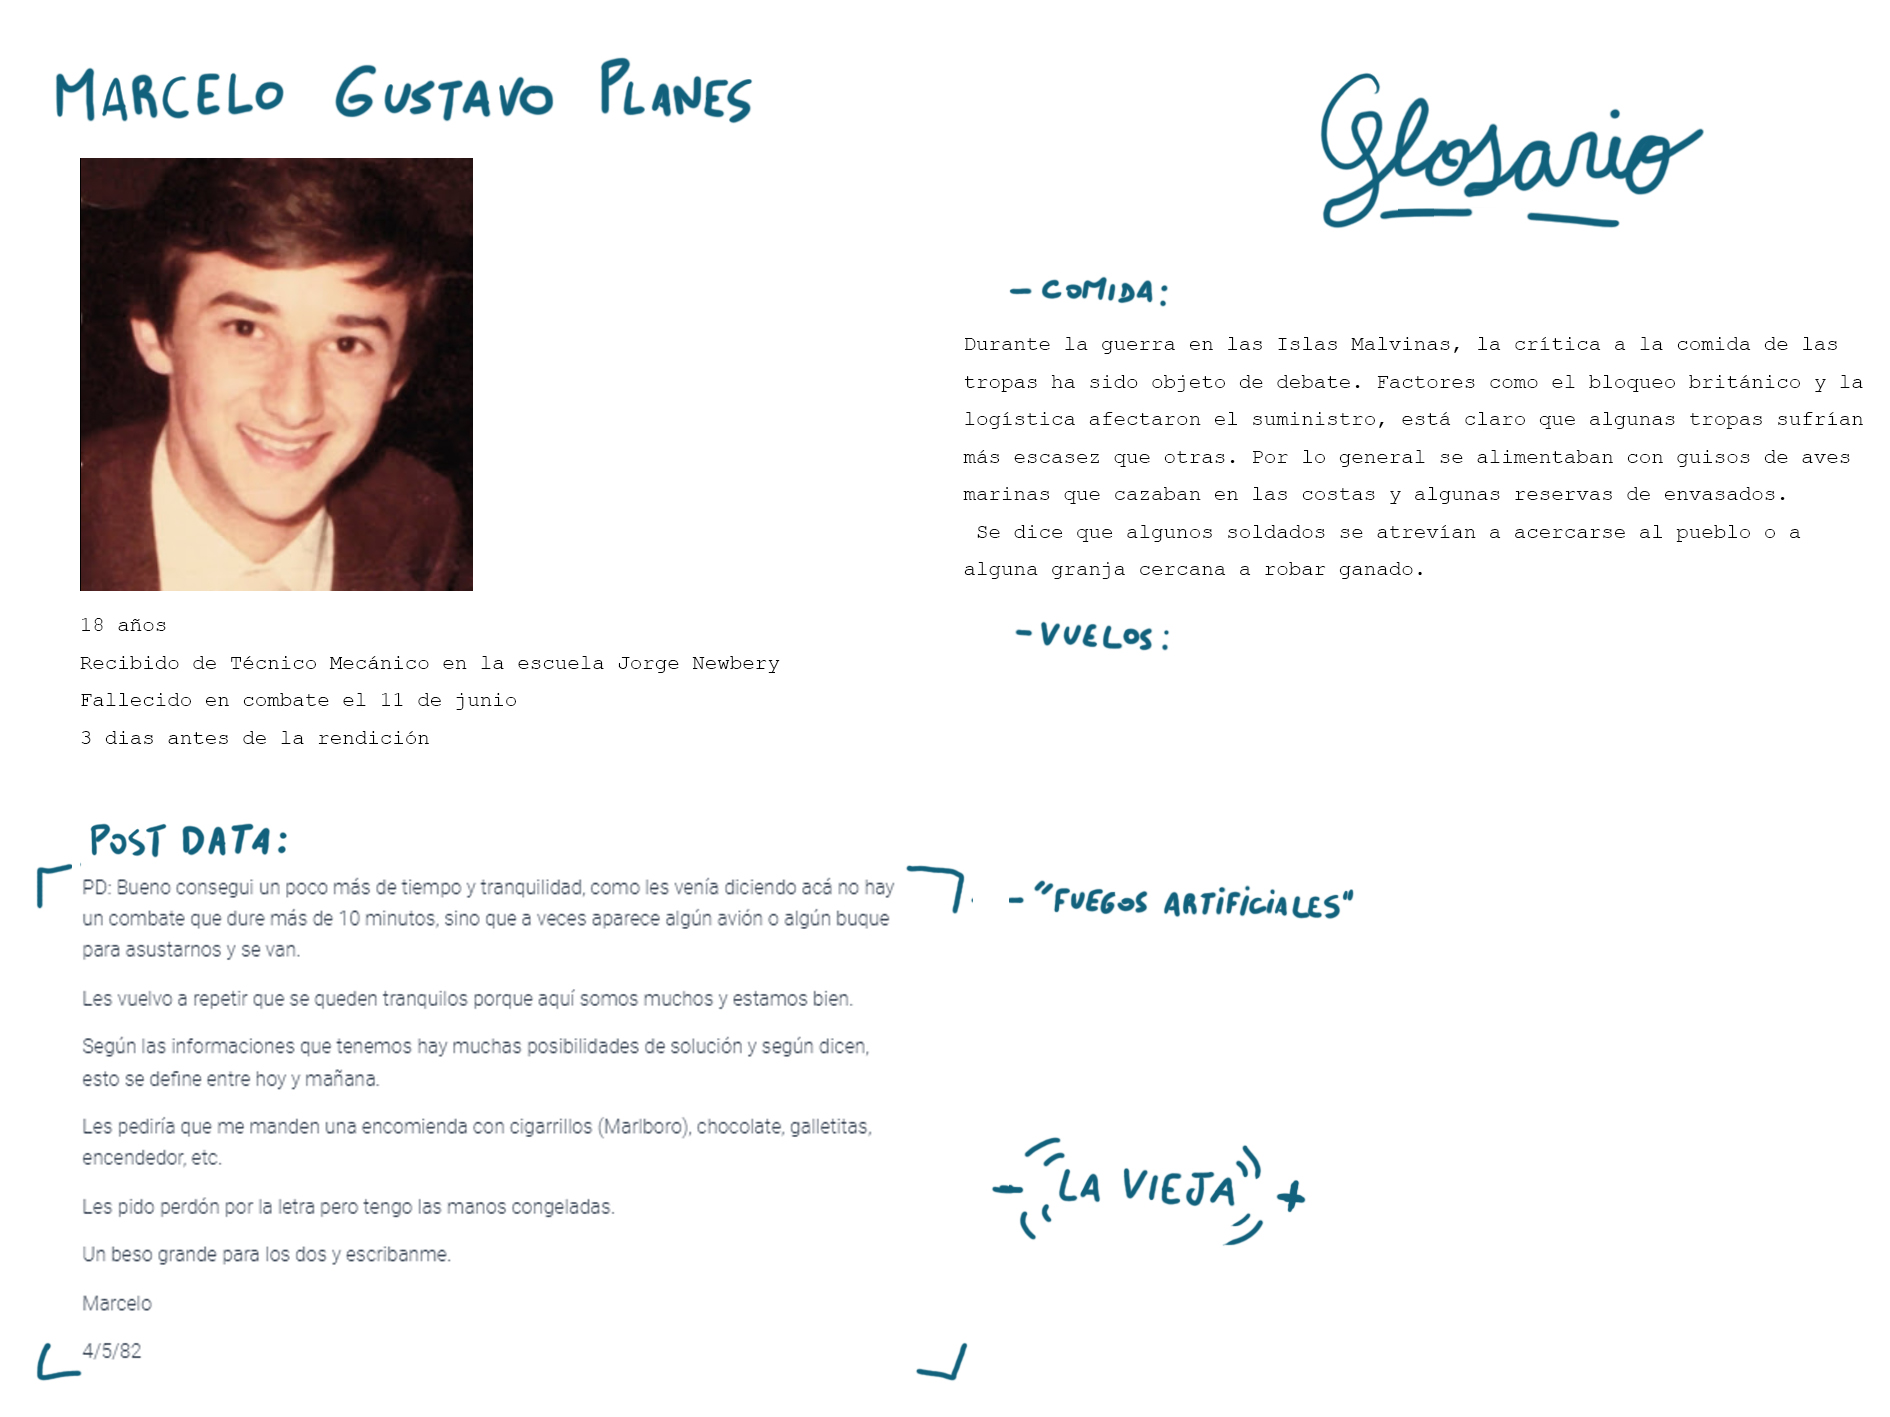 MARCELO GUSTAVO PLANES
18 años
Recibido de Técnico Mecánico en la escuela Jorge Newbery
Fallecido en combate el 11 de junio
3 dias antes de la rendición
POST DATA:
PD: Bueno consegui un poco más de tiempo y tranquilidad, como les venía diciendo acá no hay
un combate que dure más de 10 minutos, sino que a veces aparece algún avión o algún buque
para asustarnos y se van.
Les vuelvo a repetir que se queden tranquilos porque aquí somos muchos y estamos bien.
Según las informaciones que tenemos hay muchas posibilidades de solución y según dicen,
esto se define entre hoy y mañana.
Les pediría que me manden una encomienda con cigarrillos (Marlboro), chocolate, galletitas,
encendedor, etc.
Les pido perdón por la letra pero tengo las manos congeladas.
Un beso grande para los dos y escribanme.
Marcelo
4/5/82
Glosario
- COMIDA:
Durante la guerra en las Islas Malvinas, la crítica a la comida de las
tropas ha sido objeto de debate. Factores como el bloqueo británico y la
logística afectaron el suministro, está claro que algunas tropas sufrían
más escasez que otras. Por lo general se alimentaban con guisos de aves
marinas que cazaban en las costas y algunas reservas de envasados.
Se dice que algunos soldados se atrevían a acercarse al pueblo o a
alguna granja cercana a robar ganado.
- VUELOS:
- "FUEGOS ARTIFICIALES"
- "LA VIEJA" +